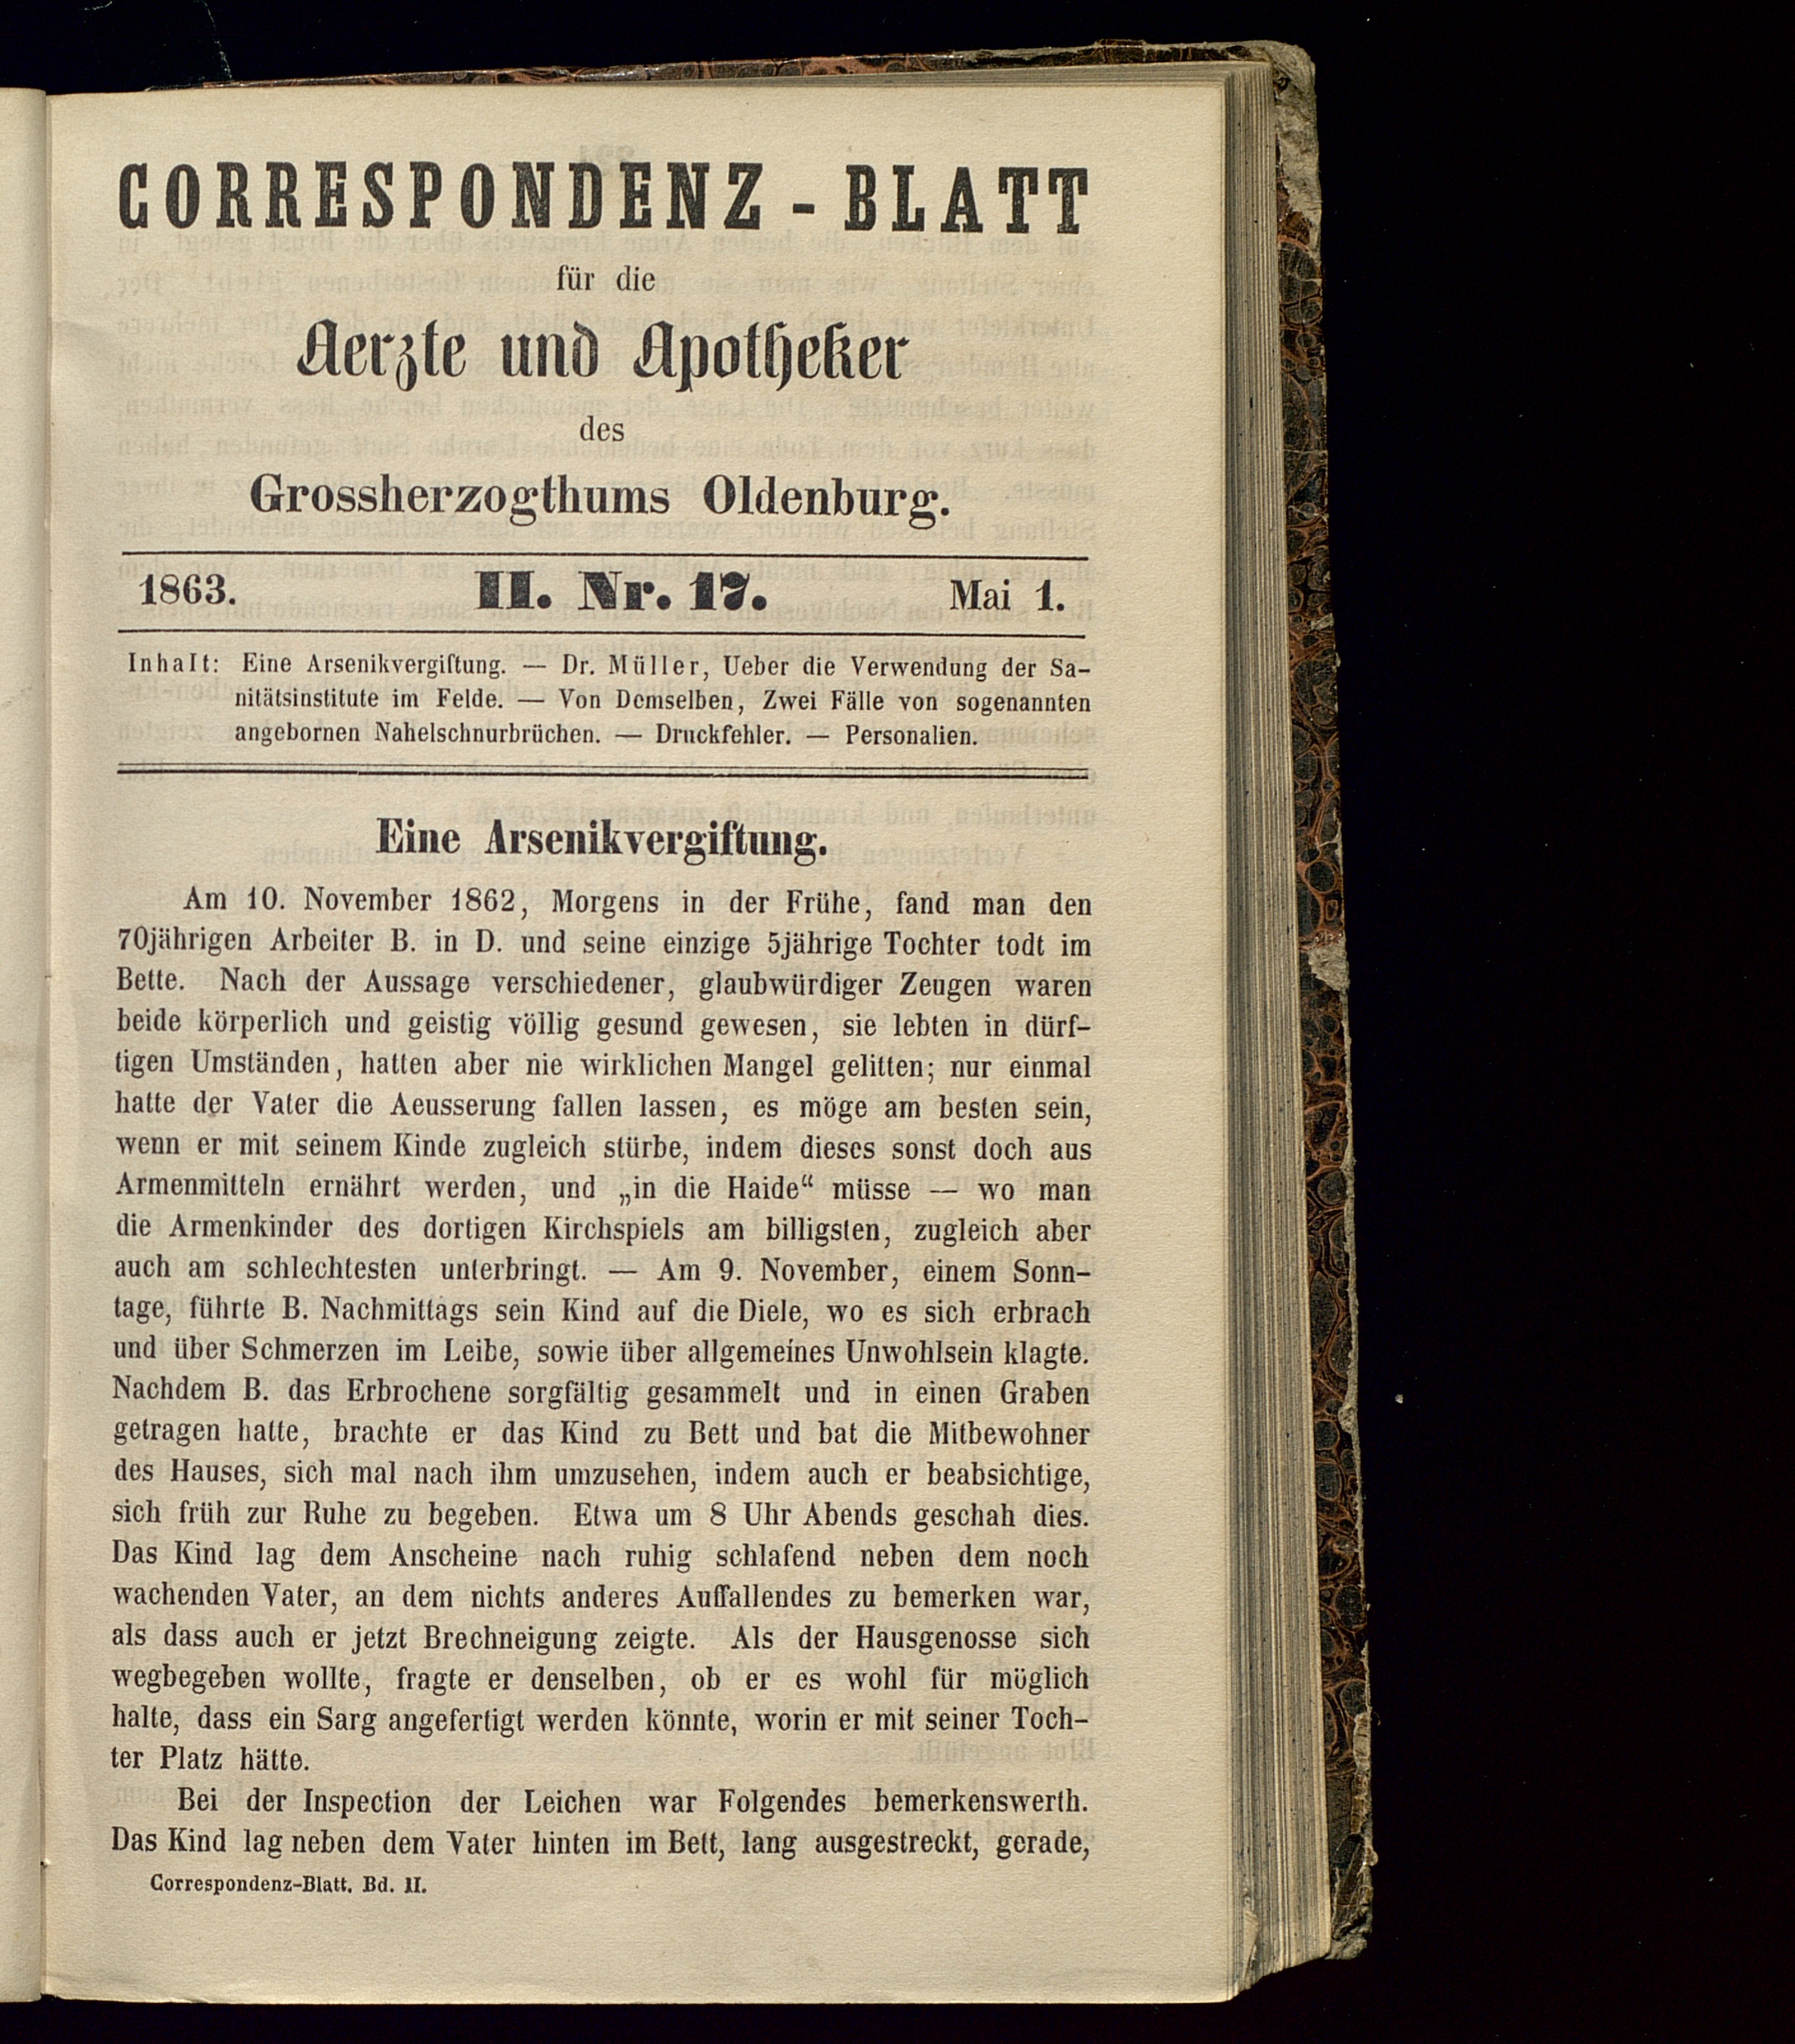 CORRESPONDENZ - BLATT
für die
Aerzte und Apotheker
des
Grossherzogthums Oldenburg.
1863. II. Nr. 17. Mai 1.
Inhalt: Eine Arsenikvergiftung. — Dr. Müller, Ueber die Verwendung der Sa-
nitätsinstitute im Felde. — Von Demselben, Zwei Fälle von sogenannten
angebornen Nahelschnurbrüchen. — Druckfehler. — Personalien.
Eine Arsenikvergiftung.
Am 10. November 1862, Morgens in der Frühe, fand man den
70jährigen Arbeiter B. in D. und seine einzige 5jährige Tochter todt im
Bette. Nach der Aussage verschiedener, glaubwürdiger Zeugen waren
beide körperlich und geistig völlig gesund gewesen, sie lebten in dürf-
tigen Umständen, hatten aber nie wirklichen Mangel gelitten; nur einmal
hatte der Vater die Aeusserung fallen lassen, es möge am besten sein,
wenn er mit seinem Kinde zugleich stürbe, indem dieses sonst doch aus
Armenmitteln ernährt werden, und „in die Haide“ müsse — wo man
die Armenkinder des dortigen Kirchspiels am billigsten, zugleich aber
auch am schlechtesten unterbringt. — Am 9. November, einem Sonn-
tage, führte B. Nachmittags sein Kind auf die Diele, wo es sich erbrach
und über Schmerzen im Leibe, sowie über allgemeines Unwohlsein klagte.
Nachdem B. das Erbrochene sorgfältig gesammelt und in einen Graben
getragen hatte, brachte er das Kind zu Bett und bat die Mitbewohner
des Hauses, sich mal nach ihm umzusehen, indem auch er beabsichtige,
sich früh zur Ruhe zu begeben. Etwa um 8 Uhr Abends geschah dies.
Das Kind lag dem Anscheine nach ruhig schlafend neben dem noch
wachenden Vater, an dem nichts anderes Auffallendes zu bemerken war,
als dass auch er jetzt Brechneigung zeigte. Als der Hausgenosse sich
wegbegeben wollte, fragte er denselben, ob er es wohl für möglich
halte, dass ein Sarg angefertigt werden könnte, worin er mit seiner Toch-
ter Platz hätte.
Bei der Inspection der Leichen war Folgendes bemerkenswerth.
Das Kind lag neben dem Vater hinten im Bett, lang ausgestreckt, gerade,
Correspondenz-Blatt. Bd. II.